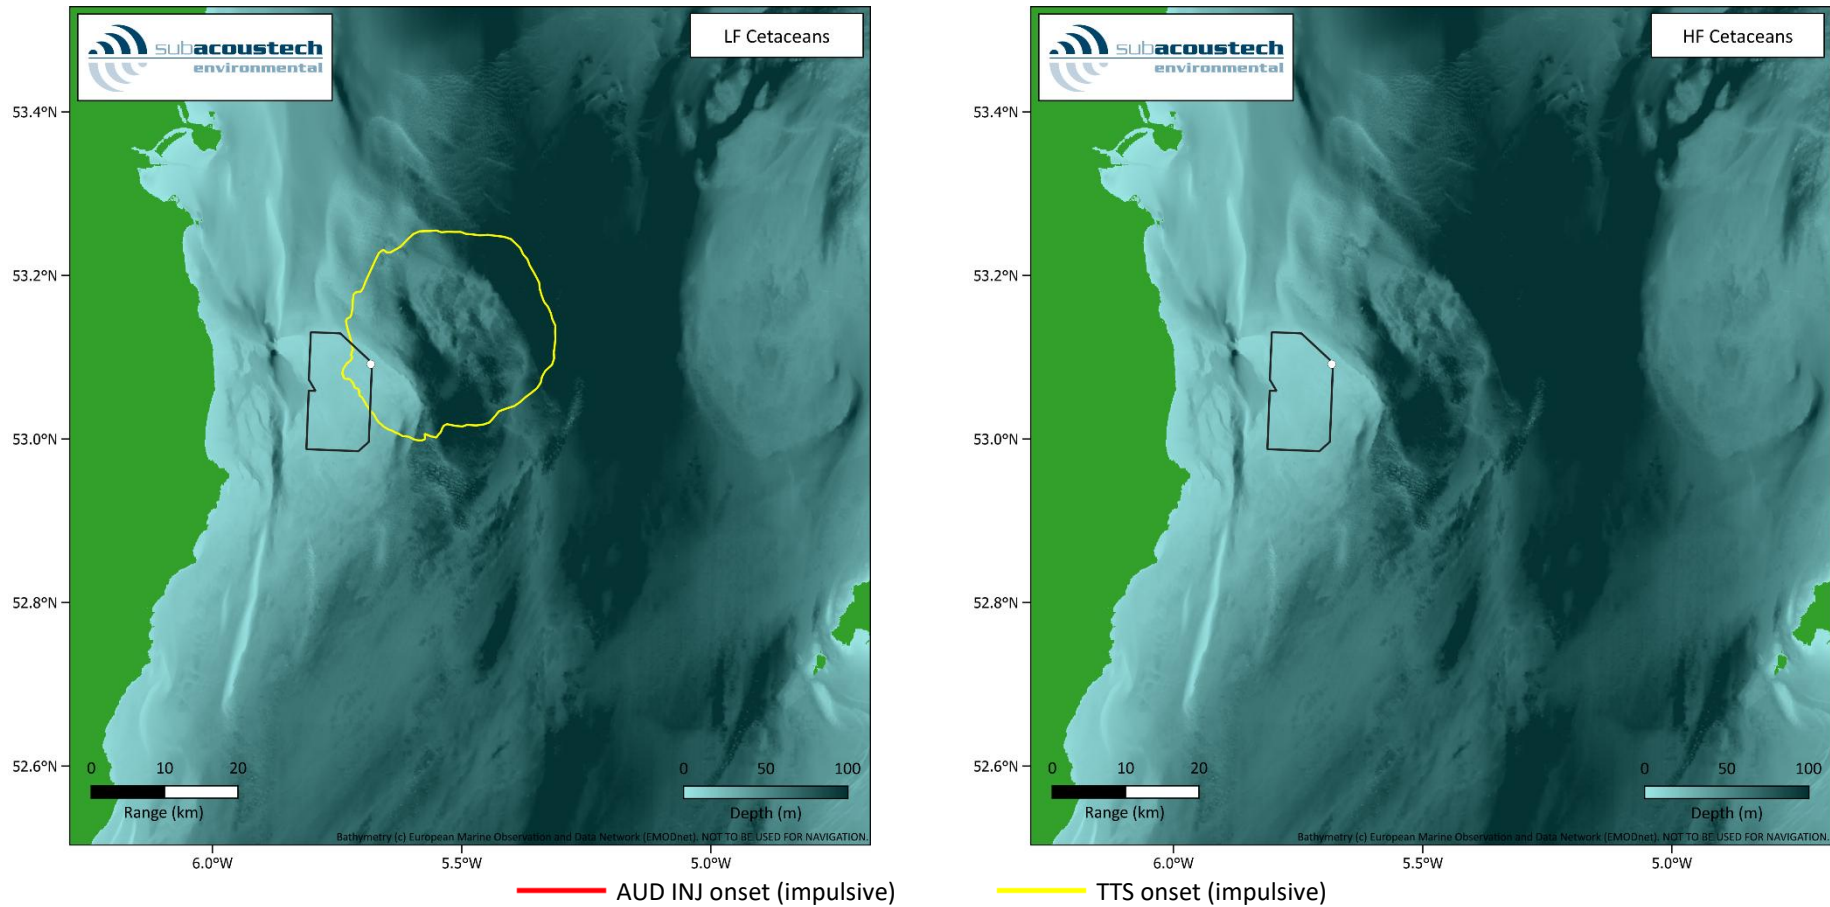 subacoustech
environmental
LF Cetaceans
53.4°N
53.2°N
53.0°N
52.8°N
52.6°N
0 10 20
Range (km)
0 50 100
Depth (m)
Bathymetry (c) European Marine Observation and Data Network (EMODnet). NOT TO BE USED FOR NAVIGATION.
6.0°W 5.5°W 5.0°W
subacoustech
environmental
HF Cetaceans
53.4°N
53.2°N
53.0°N
52.8°N
52.6°N
0 10 20
Range (km)
0 50 100
Depth (m)
Bathymetry (c) European Marine Observation and Data Network (EMODnet). NOT TO BE USED FOR NAVIGATION.
6.0°W 5.5°W 5.0°W
AUD INJ onset (impulsive) TTS onset (impulsive)